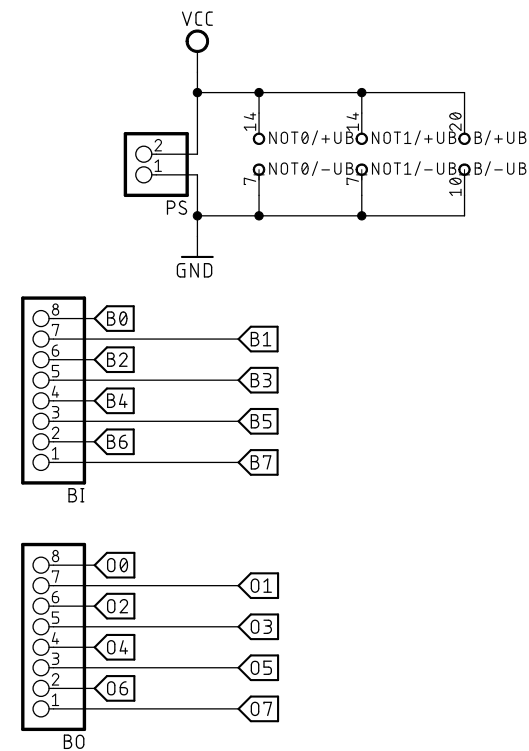 VCC
14 14 20
NOT0/+UB NOT1/+UB B/+UB
2
1
NOT0/-UB NOT1/-UB B/-UB
7 7 10
PS
GND
8 B0
7 B1
6 B2
5 B3
4 B4
3 B5
2 B6
1 B7
BI
8 O0
7 O1
6 O2
5 O3
4 O4
3 O5
2 O6
1 O7
BO